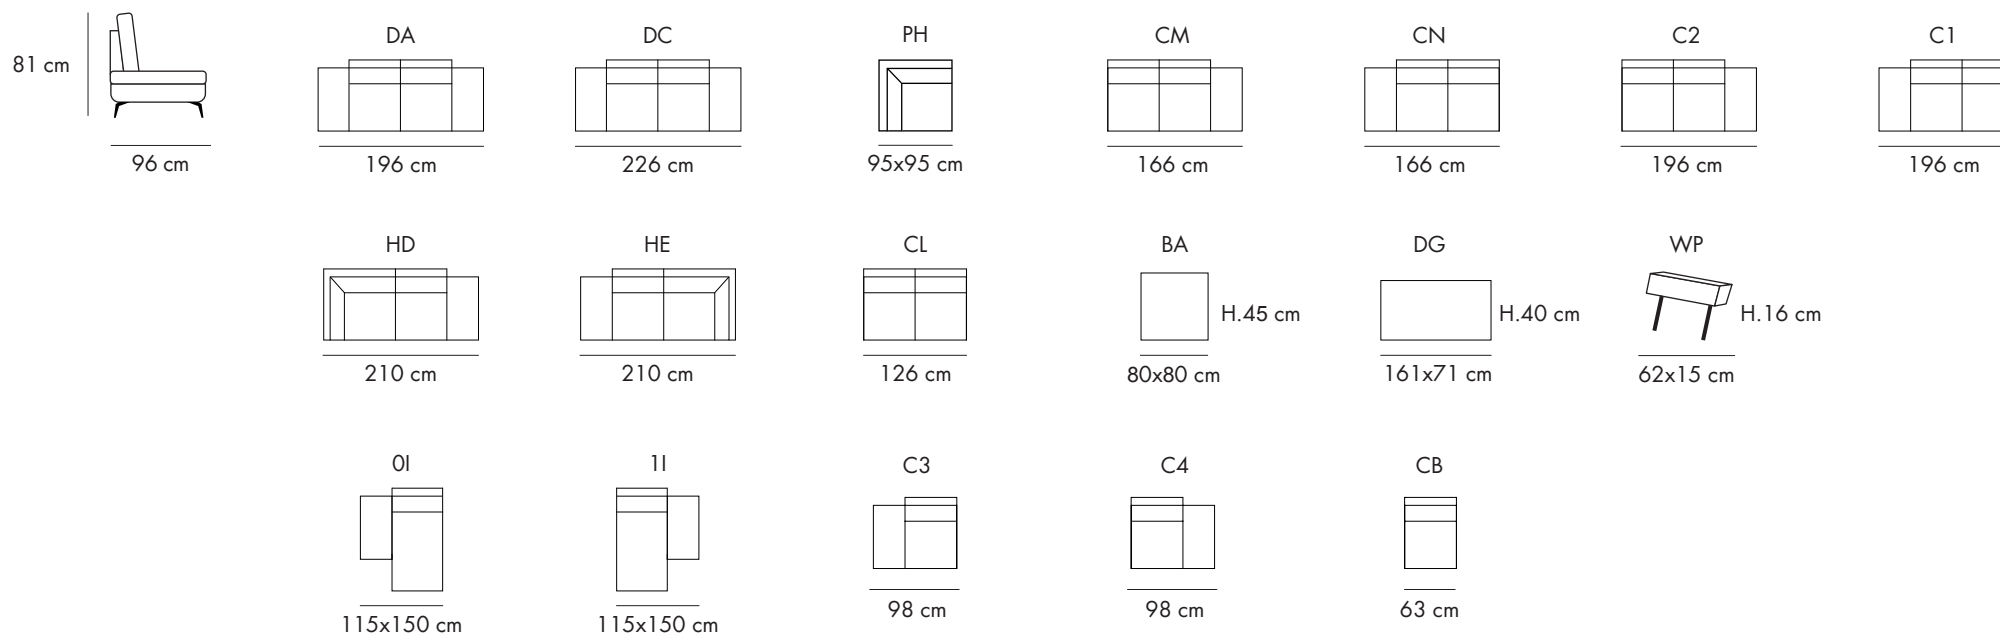 81 cm
96 cm
DA
196 cm
DC
226 cm
PH
95x95 cm
CM
166 cm
CN
166 cm
C2
196 cm
C1
196 cm
HD
210 cm
HE
210 cm
CL
126 cm
BA
H.45 cm
80x80 cm
DG
H.40 cm
161x71 cm
WP
H.16 cm
62x15 cm
0I
115x150 cm
1I
115x150 cm
C3
98 cm
C4
98 cm
CB
63 cm